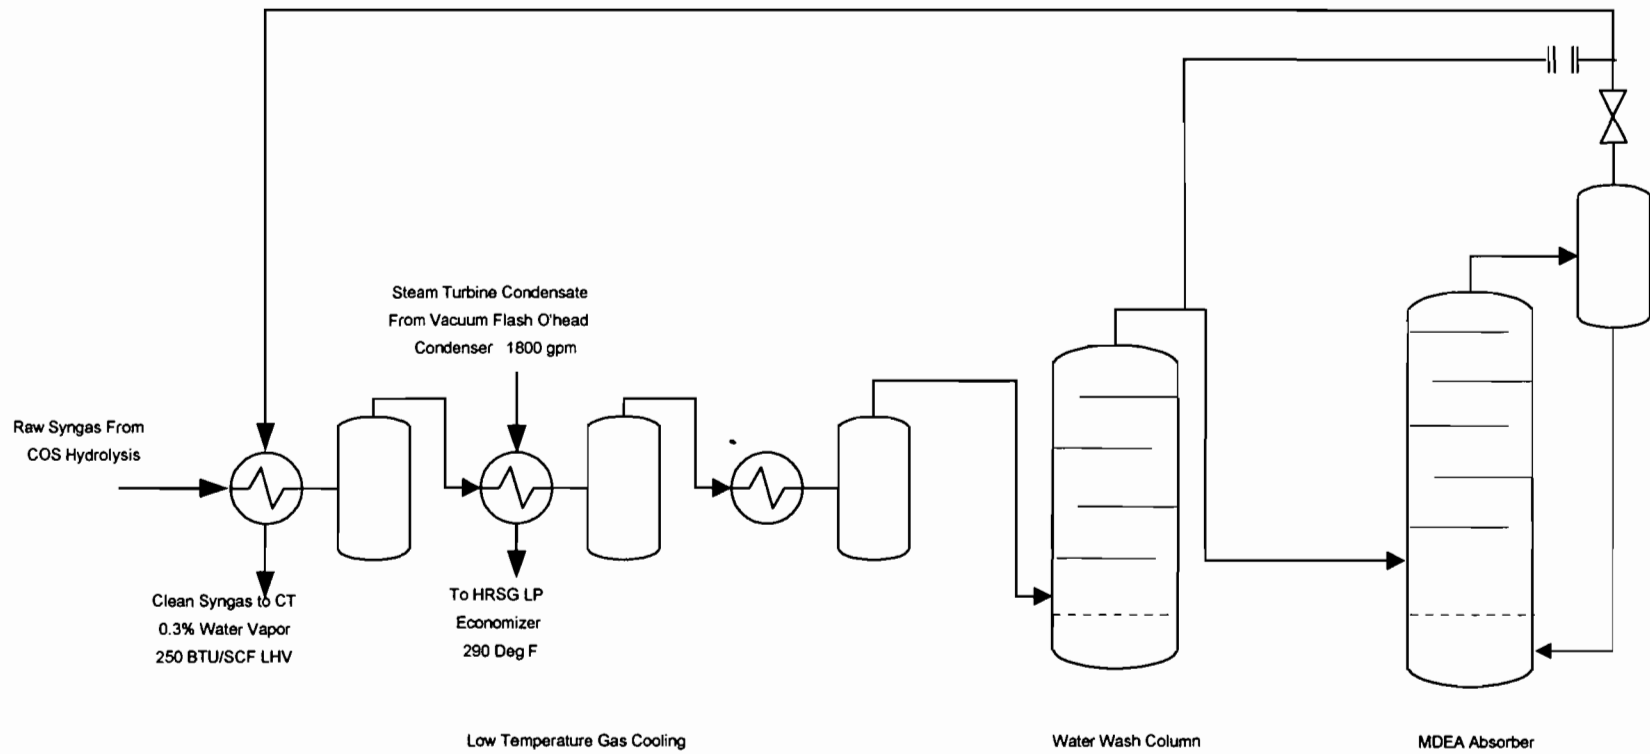 Steam Turbine Condensate
From Vacuum Flash O'head
Condenser 1800 gpm
Raw Syngas From
COS Hydrolysis
Clean Syngas to CT
0.3% Water Vapor
250 BTU/SCF LHV
To HRSG LP
Economizer
290 Deg F
Low Temperature Gas Cooling
Water Wash Column
MDEA Absorber